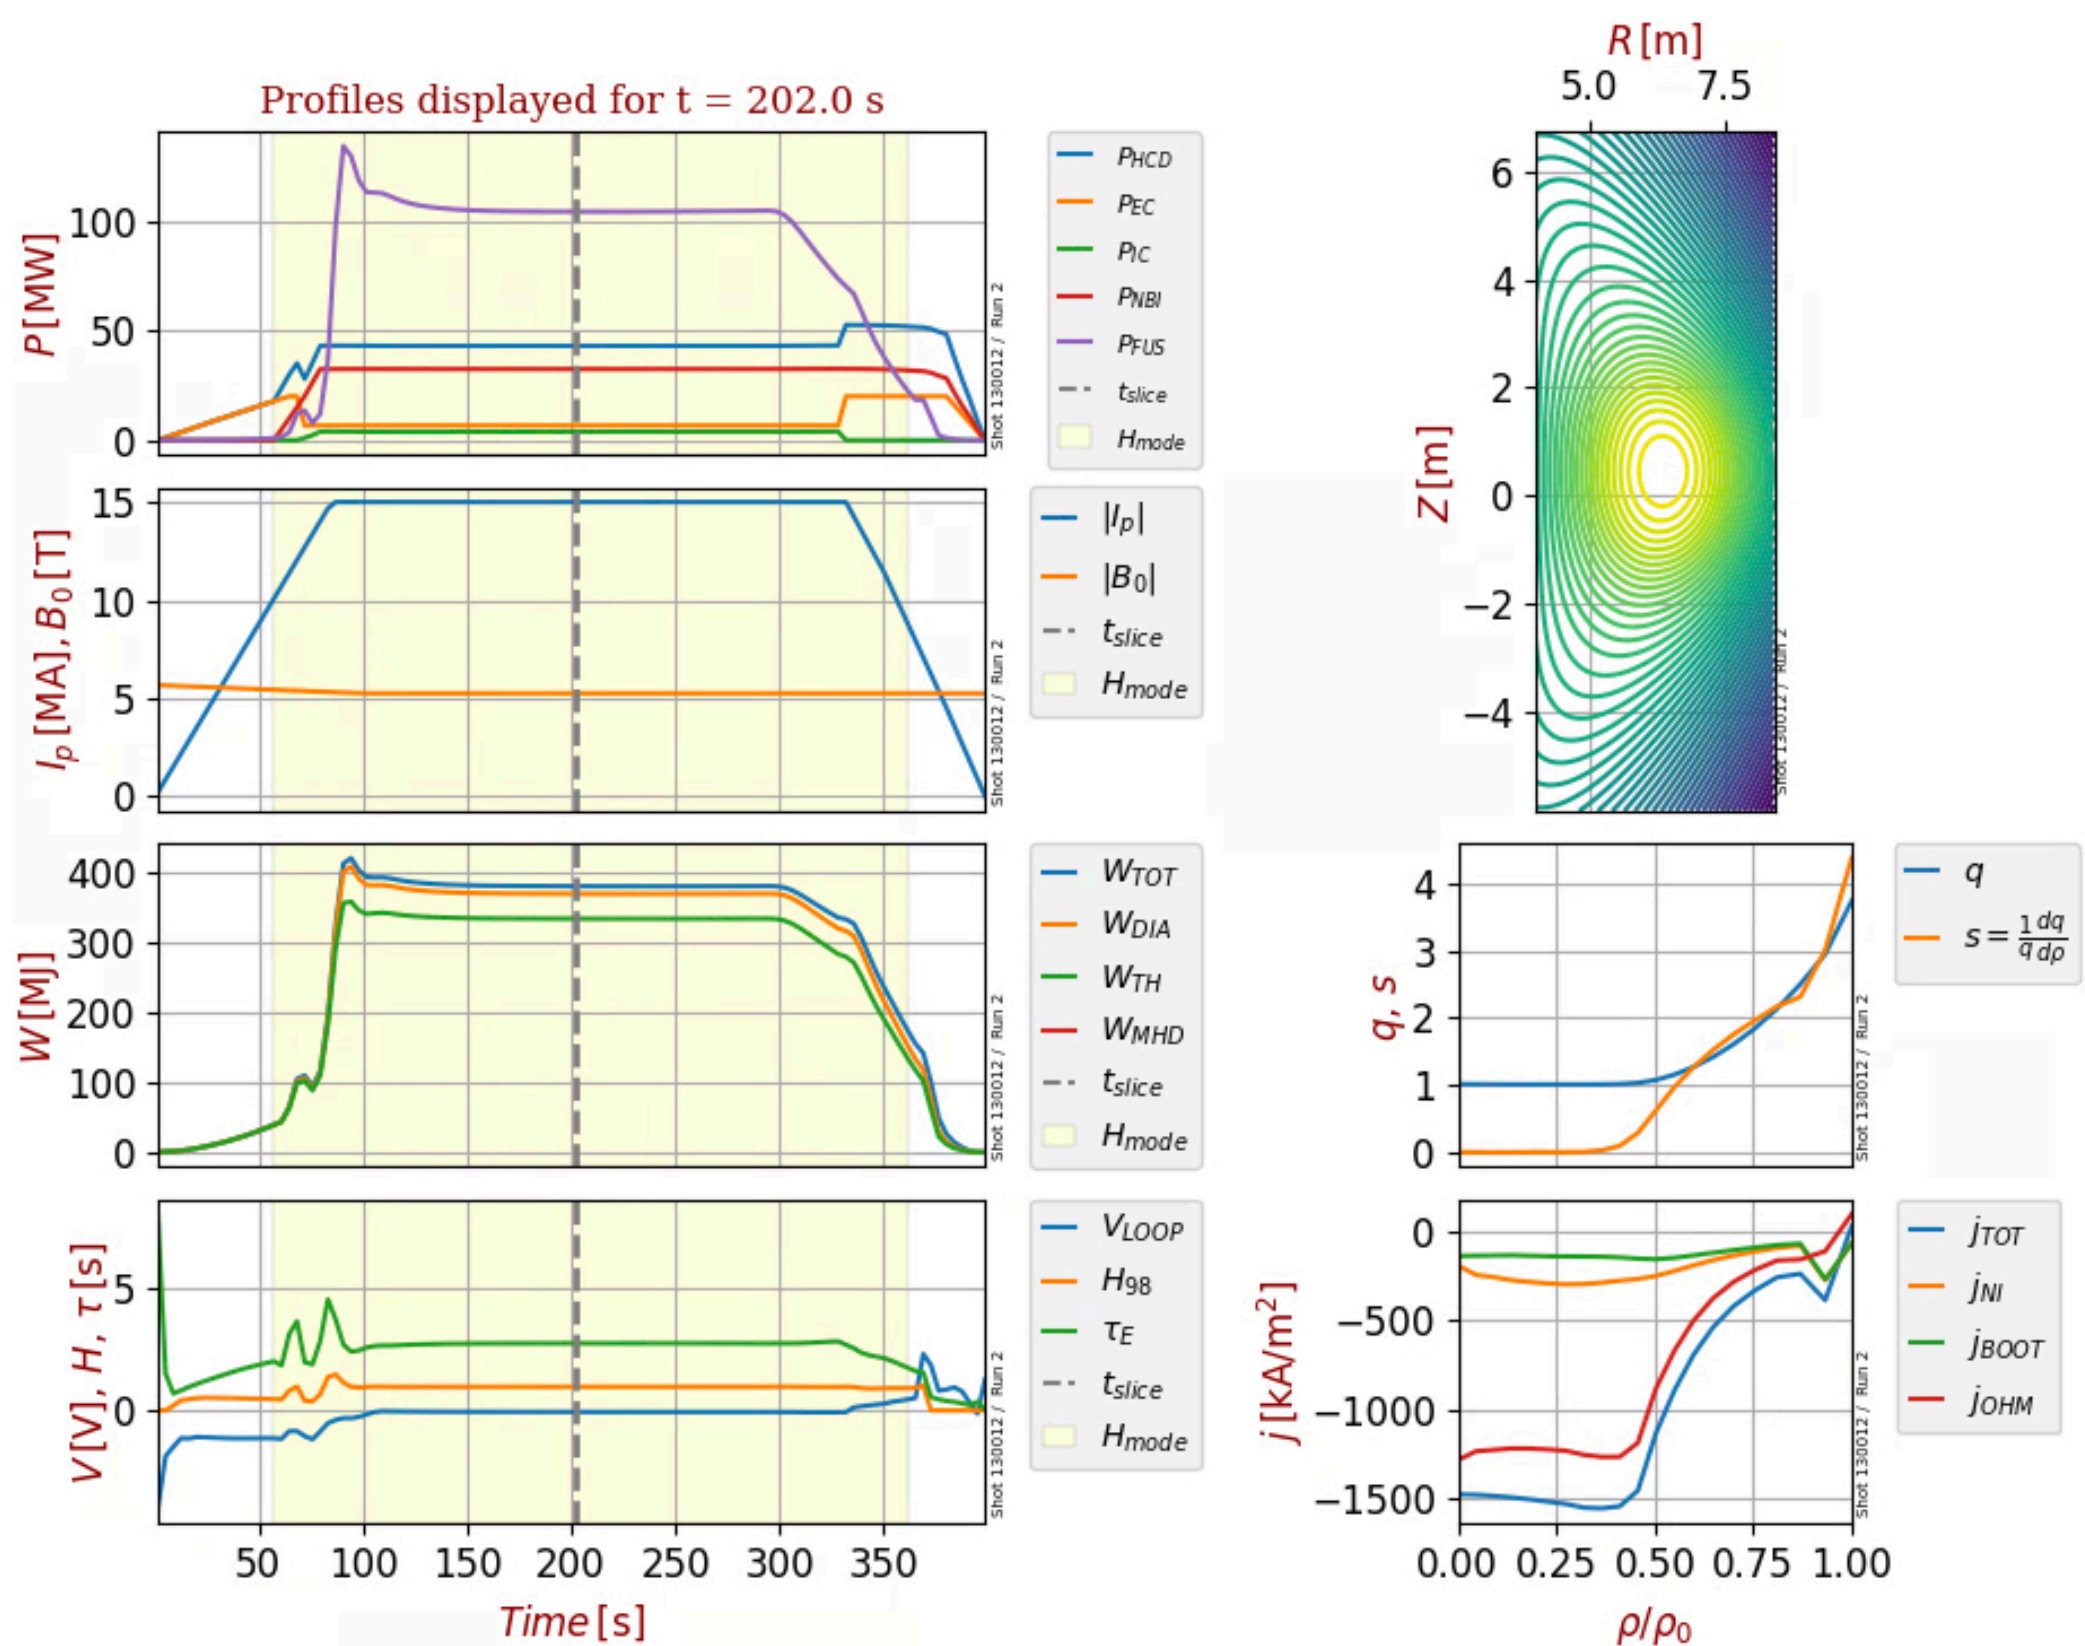 Profiles displayed for t = 202.0 s
P [MW]
100
50
0
P_HCD
P_EC
P_IC
P_NBI
P_FUS
t_slice
H_mode
Shot 130012 / Run 2
I_p [MA], B_0 [T]
15
10
5
0
|I_p|
|B_0|
t_slice
H_mode
Shot 130012 / Run 2
W [MJ]
400
300
200
100
0
W_TOT
W_DIA
W_TH
W_MHD
t_slice
H_mode
Shot 130012 / Run 2
V [V], H, τ [s]
5
0
V_LOOP
H_98
τ_E
t_slice
H_mode
Shot 130012 / Run 2
50 100 150 200 250 300 350
Time [s]
R [m]
5.0 7.5
Z [m]
6
4
2
0
−2
−4
Shot 130012 / Run 2
q, s
4
3
2
1
0
q
s = 1/q dq/dρ
Shot 130012 / Run 2
j [kA/m²]
0
−500
−1000
−1500
j_TOT
j_NI
j_BOOT
j_OHM
Shot 130012 / Run 2
0.00 0.25 0.50 0.75 1.00
ρ/ρ_0